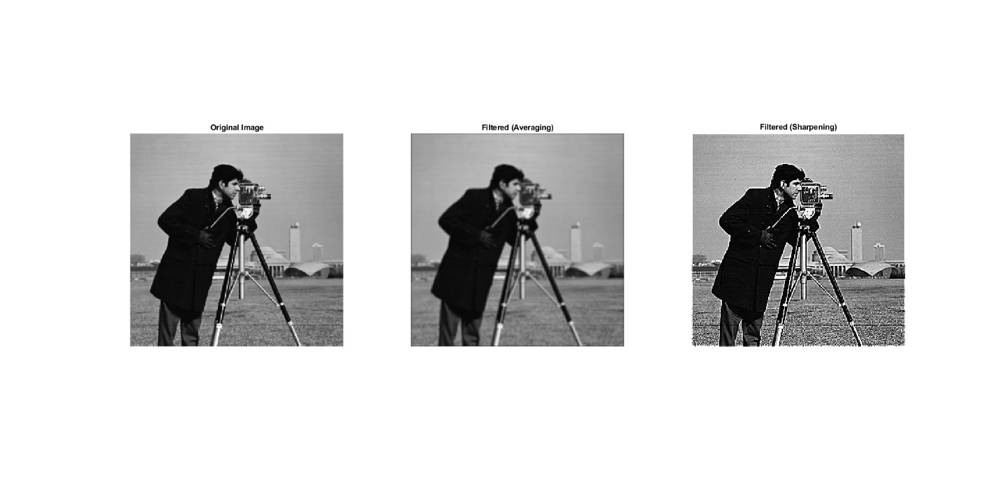 Original Image
Filtered (Averaging)
Filtered (Sharpening)